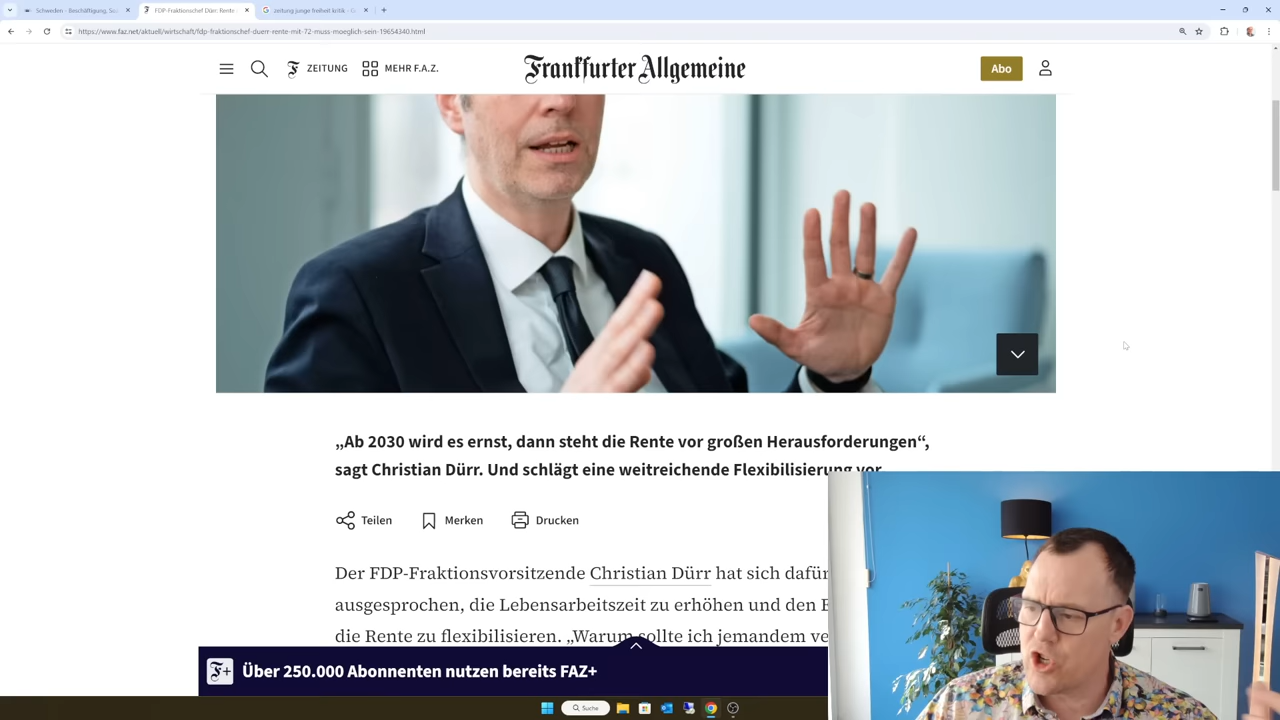 Schweden - Beschäftigung, So
FDP-Fraktionschef Dürr: Rente
zeitung junge freiheit kritik - G
https://www.faz.net/aktuell/wirtschaft/fdp-fraktionschef-duerr-rente-mit-72-muss-moeglich-sein-19654340.html
ZEITUNG
MEHR F.A.Z.
Frankfurter Allgemeine
Abo
„Ab 2030 wird es ernst, dann steht die Rente vor großen Herausforderungen“,
sagt Christian Dürr. Und schlägt eine weitreichende Flexibilisierung vor
Teilen
Merken
Drucken
Der FDP-Fraktionsvorsitzende Christian Dürr hat sich dafür
ausgesprochen, die Lebensarbeitszeit zu erhöhen und den E
die Rente zu flexibilisieren. „Warum sollte ich jemandem ve
F+ Über 250.000 Abonnenten nutzen bereits FAZ+
Suche